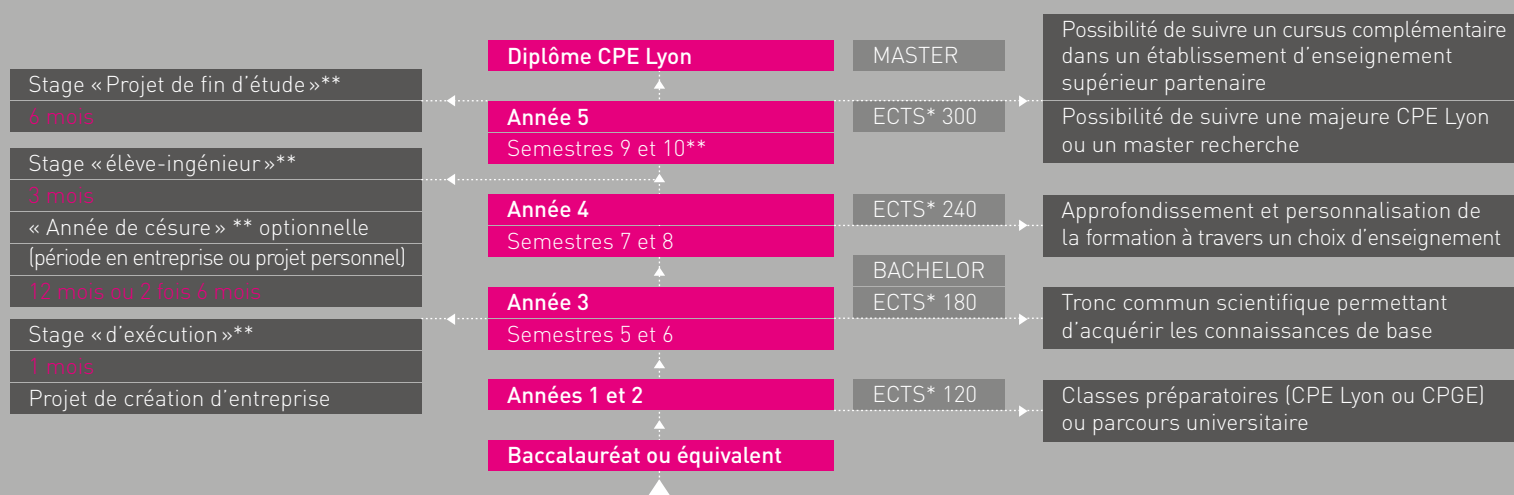 Stage « Projet de fin d'étude »**
6 mois
Stage « élève-ingénieur »**
3 mois
« Année de césure » ** optionnelle
(période en entreprise ou projet personnel)
12 mois ou 2 fois 6 mois
Stage « d'exécution »**
1 mois
Projet de création d'entreprise
Diplôme CPE Lyon
Année 5
Semestres 9 et 10**
Année 4
Semestres 7 et 8
Année 3
Semestres 5 et 6
Années 1 et 2
Baccalauréat ou équivalent
MASTER
ECTS* 300
ECTS* 240
BACHELOR
ECTS* 180
ECTS* 120
Possibilité de suivre un cursus complémentaire
dans un établissement d'enseignement
supérieur partenaire
Possibilité de suivre une majeure CPE Lyon
ou un master recherche
Approfondissement et personnalisation de
la formation à travers un choix d'enseignement
Tronc commun scientifique permettant
d'acquérir les connaissances de base
Classes préparatoires (CPE Lyon ou CPGE)
ou parcours universitaire